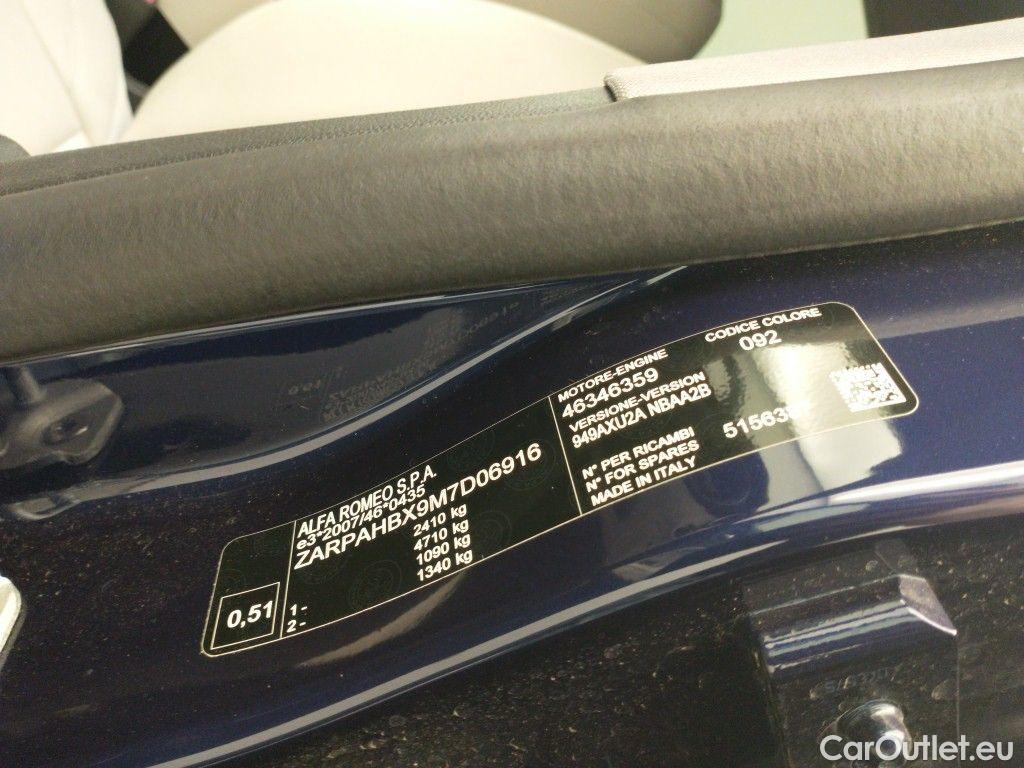 ALFA ROMEO S.P.A.
e3*2007/46*0435
ZARPAHBX9M7D06916
2410 kg
4710 kg
1- 1090 kg
2- 1340 kg
0,51
MOTORE-ENGINE
46346359
CODICE COLORE
092
VERSIONE-VERSION
949AXU2A NBAA2B
N° PER RICAMBI
N° FOR SPARES
MADE IN ITALY
CarOutlet.eu